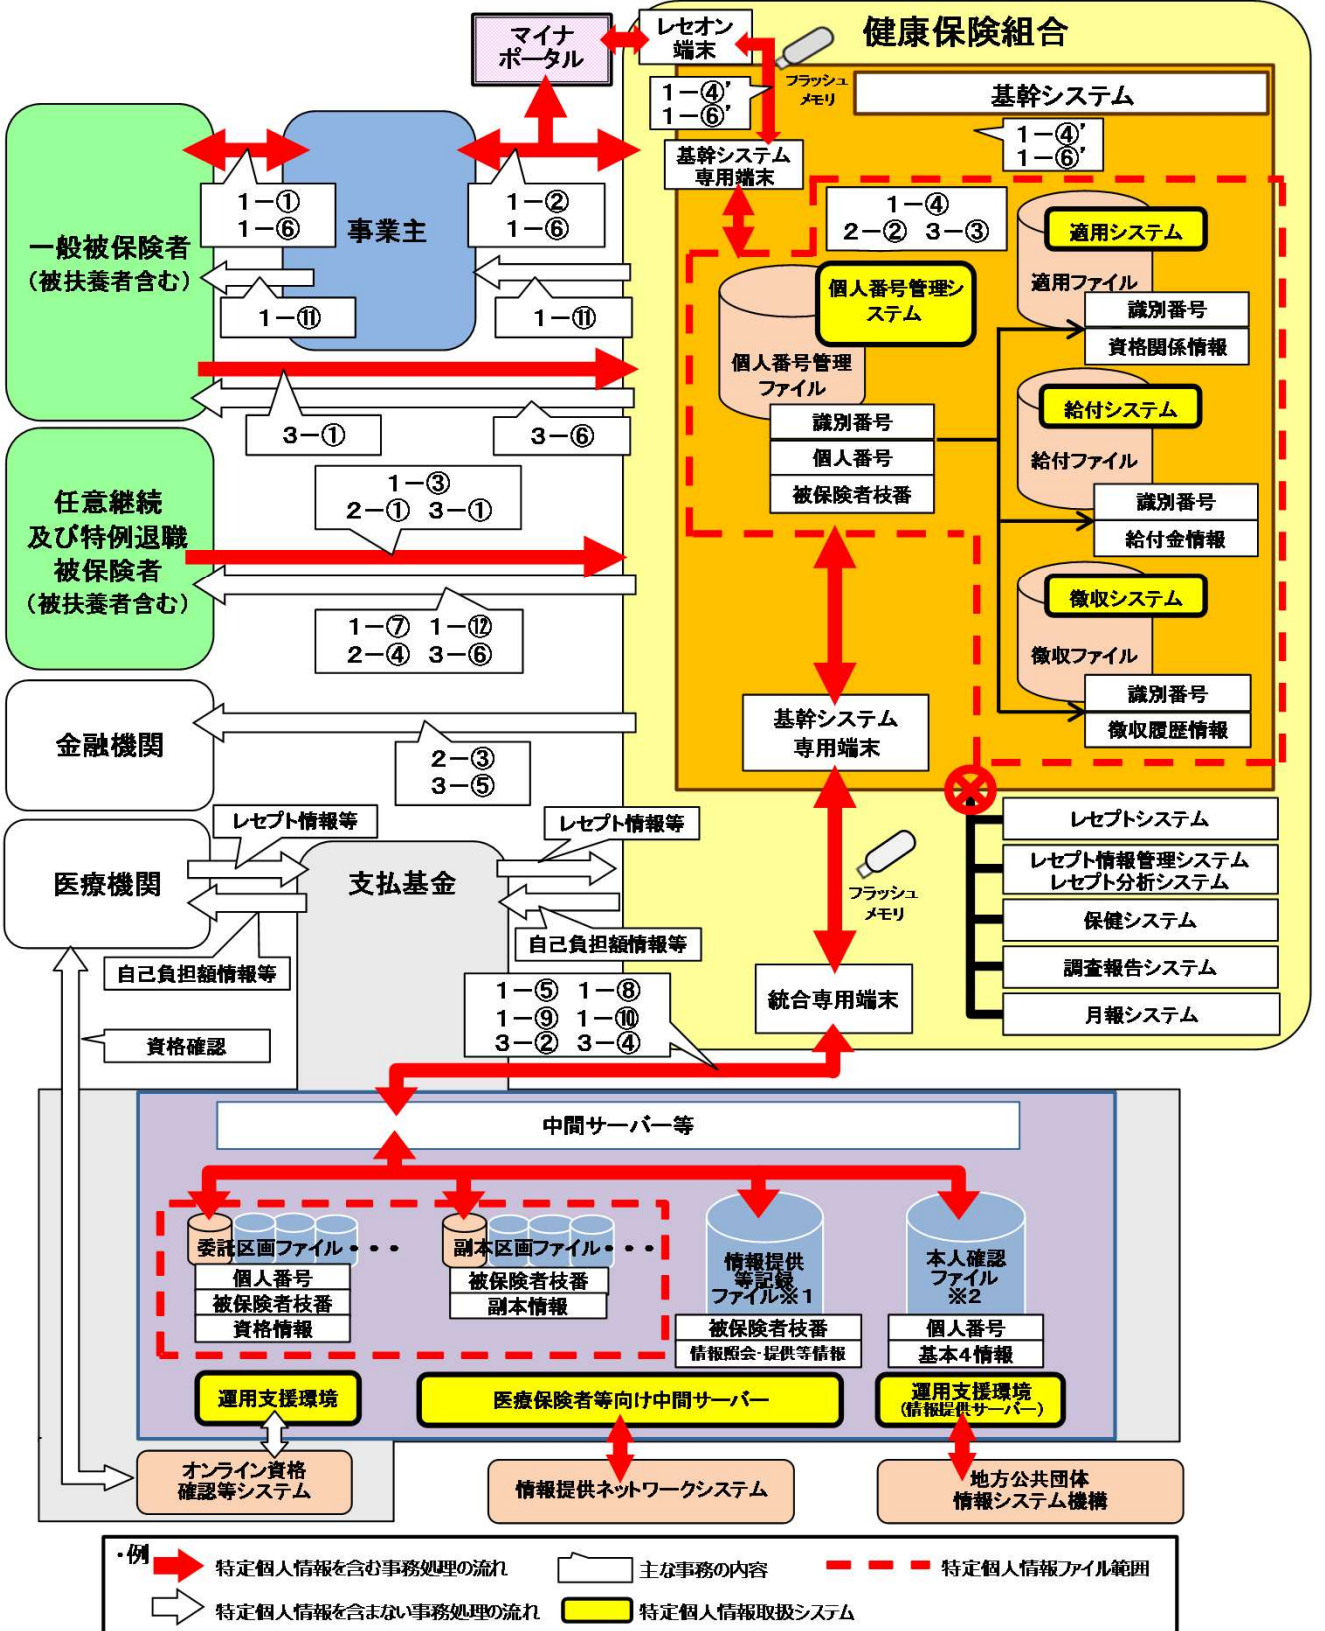 マイナ
ポータル
レセオン
端末
健康保険組合
フラッシュ
メモリ
基幹システム
1－④’
1－⑥’
1－④’
1－⑥’
基幹システム
専用端末
一般被保険者
(被扶養者含む)
1－①
1－⑥
事業主
1－②
1－⑥
1－⑪
1－⑪
1－④
2－② 3－③
適用システム
適用ファイル
識別番号
資格関係情報
個人番号管理シ
ステム
個人番号管理
ファイル
識別番号
個人番号
被保険者枝番
3－①
3－⑥
給付システム
給付ファイル
識別番号
給付金情報
任意継続
及び特例退職
被保険者
(被扶養者含む)
1－③
2－① 3－①
1－⑦ 1－⑫
2－④ 3－⑥
徴収システム
徴収ファイル
識別番号
徴収履歴情報
金融機関
2－③
3－⑤
基幹システム
専用端末
医療機関
レセプト情報等
レセプト情報等
支払基金
自己負担額情報等
自己負担額情報等
フラッシュ
メモリ
レセプトシステム
レセプト情報管理システム
レセプト分析システム
保健システム
調査報告システム
月報システム
統合専用端末
1－⑤ 1－⑧
1－⑨ 1－⑩
3－② 3－④
資格確認
中間サーバー等
委託区画ファイル・・・
個人番号
被保険者枝番
資格情報
副本区画ファイル・・・
被保険者枝番
副本情報
情報提供
等記録
ファイル※1
被保険者枝番
情報照会・提供等情報
本人確認
ファイル
※2
個人番号
基本4情報
運用支援環境
医療保険者等向け中間サーバー
運用支援環境
(情報提供サーバー)
オンライン資格
確認等システム
情報提供ネットワークシステム
地方公共団体
情報システム機構
・例
特定個人情報を含む事務処理の流れ
主な事務の内容
特定個人情報ファイル範囲
特定個人情報を含まない事務処理の流れ
特定個人情報取扱システム